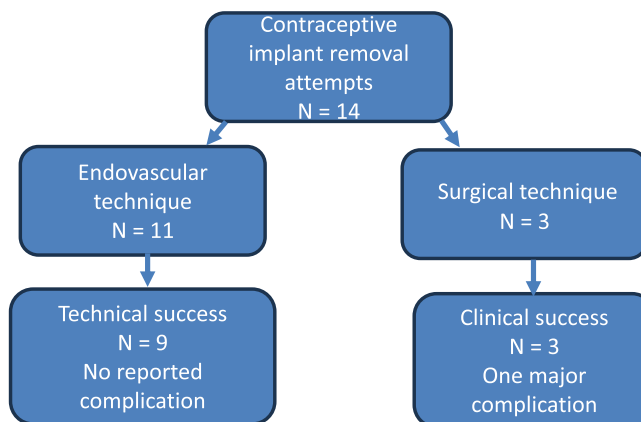 Contraceptive
implant removal
attempts
N = 14
Endovascular
technique
N = 11
Surgical technique
N = 3
Technical success
N = 9
No reported
complication
Clinical success
N = 3
One major
complication